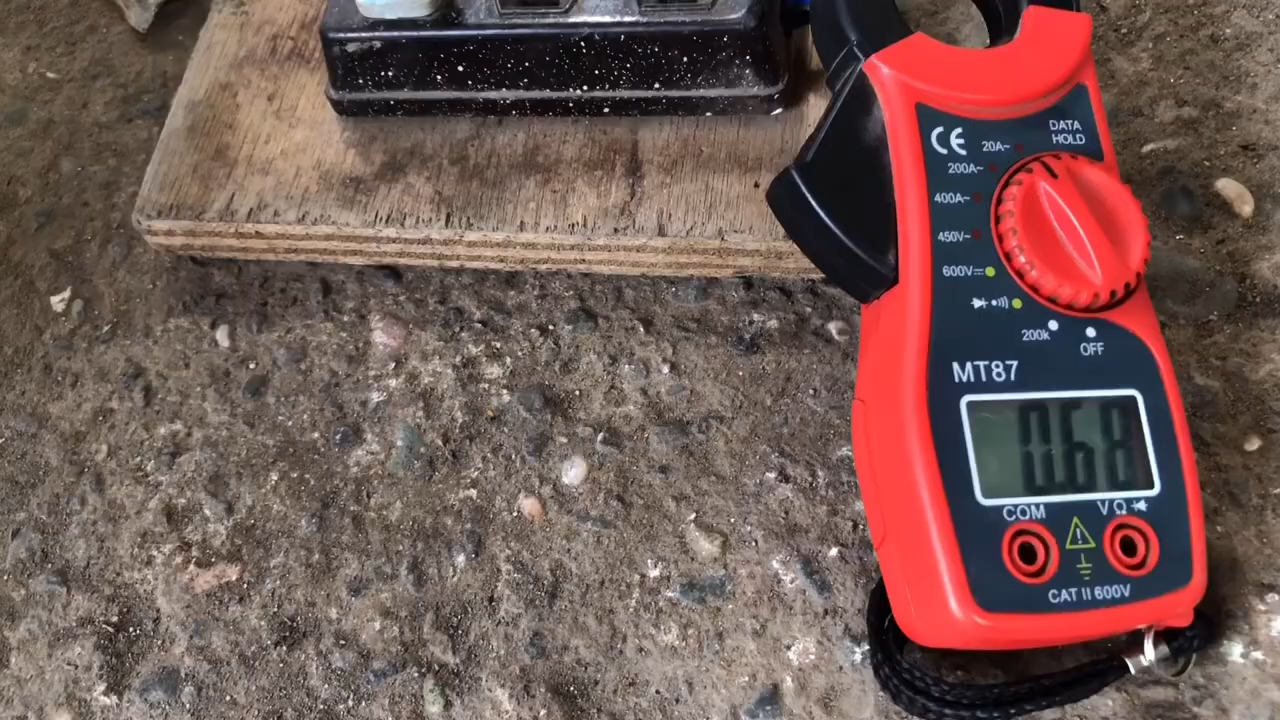 CE
DATA
HOLD
20A~
200A~
400A~
450V~
600V⎓
200k
OFF
MT87
0.68
COM
VΩ
CAT II 600V